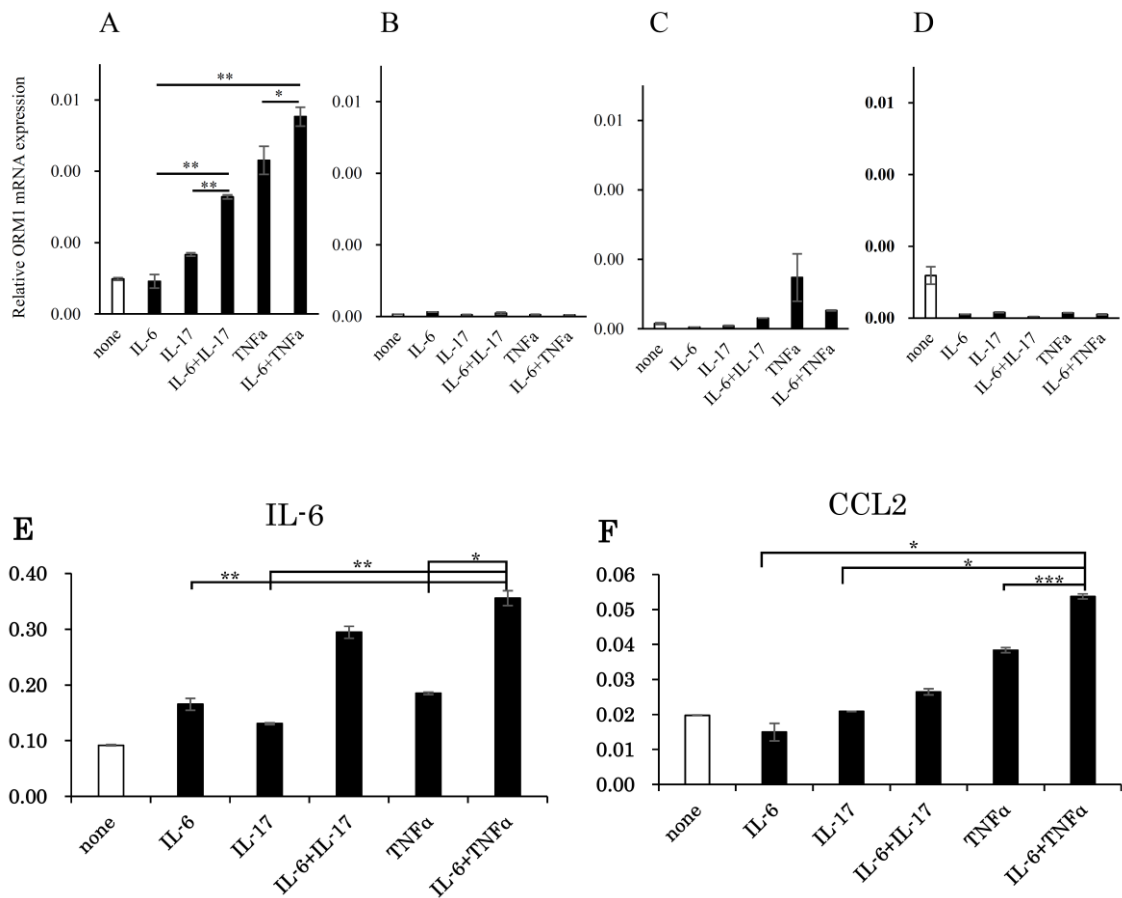 A
B
C
D
Relative ORM1 mRNA expression
0.01
0.00
0.00
0.00
**
*
**
**
none
IL-6
IL-17
IL-6+IL-17
TNFa
IL-6+TNFa
0.01
0.00
0.00
0.00
none
IL-6
IL-17
IL-6+IL-17
TNFa
IL-6+TNFa
0.01
0.00
0.00
0.00
none
IL-6
IL-17
IL-6+IL-17
TNFa
IL-6+TNFa
0.01
0.00
0.00
0.00
none
IL-6
IL-17
IL-6+IL-17
TNFa
IL-6+TNFa
E
IL-6
0.40
0.30
0.20
0.10
0.00
**
**
*
none
IL-6
IL-17
IL-6+IL-17
TNFα
IL-6+TNFα
F
CCL2
0.06
0.05
0.04
0.03
0.02
0.01
0.00
*
*
***
none
IL-6
IL-17
IL-6+IL-17
TNFα
IL-6+TNFα